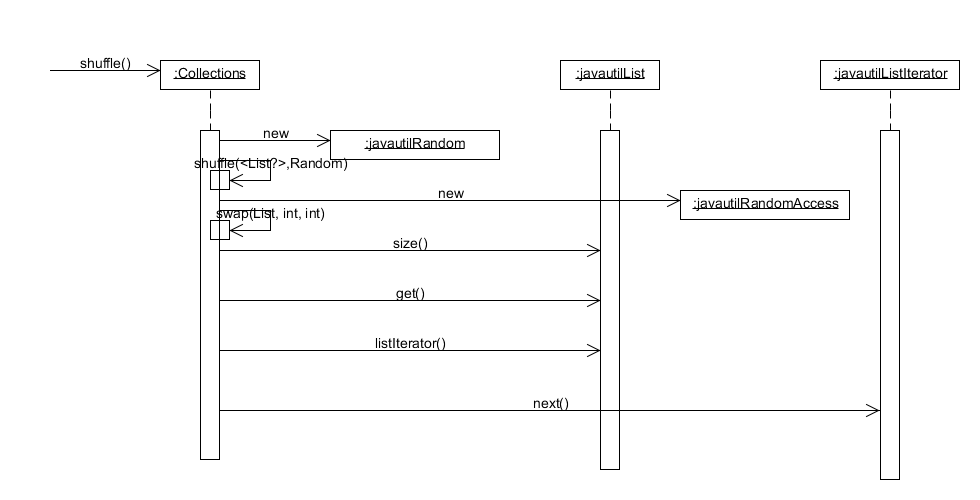 shuffle()
:Collections
:javautilList
:javautilListIterator
new
:javautilRandom
shuffle(<List?>,Random)
new
:javautilRandomAccess
swap(List, int, int)
size()
get()
listIterator()
next()